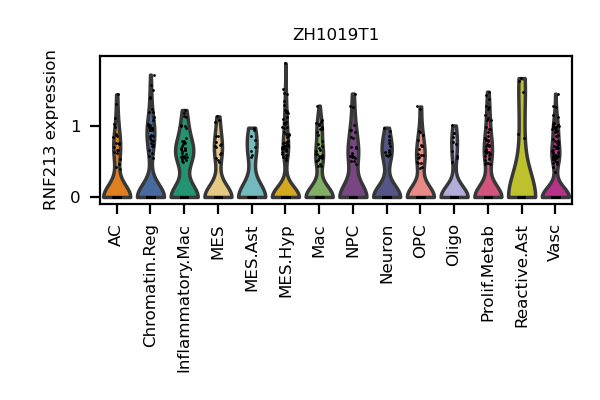 ZH1019T1
RNF213 expression
1
0
AC
Chromatin.Reg
Inflammatory.Mac
MES
MES.Ast
MES.Hyp
Mac
NPC
Neuron
OPC
Oligo
Prolif.Metab
Reactive.Ast
Vasc